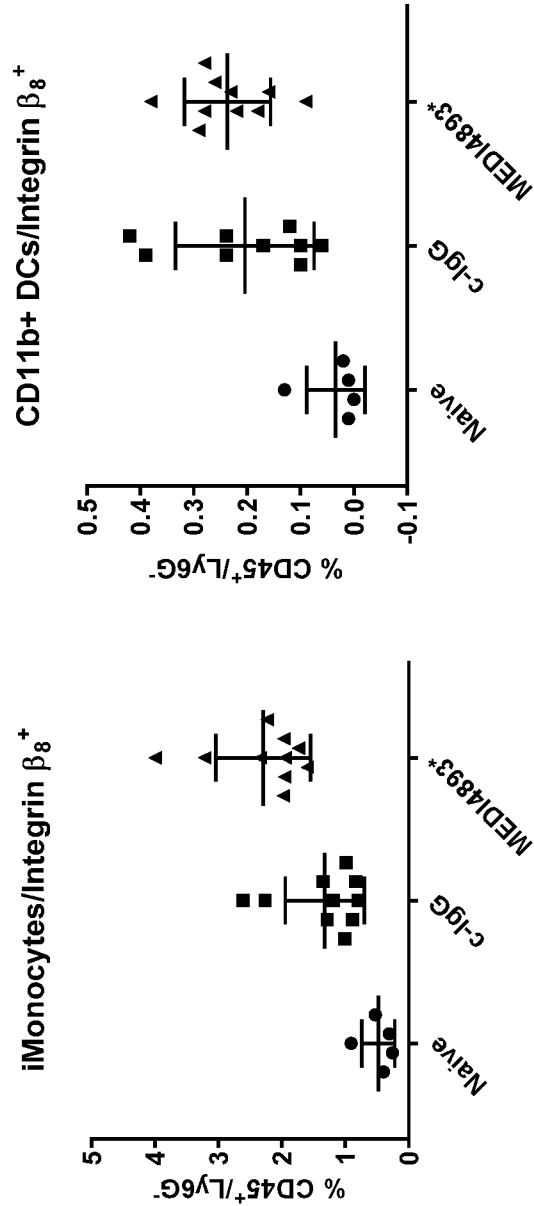 iMonocytes/Integrin β₈⁺
% CD45⁺/Ly6G⁻
5
4
3
2
1
0
Naive
c-IgG
MEDI4893*
CD11b+ DCs/Integrin β₈⁺
% CD45⁺/Ly6G⁻
0.5
0.4
0.3
0.2
0.1
0.0
-0.1
Naive
c-IgG
MEDI4893*